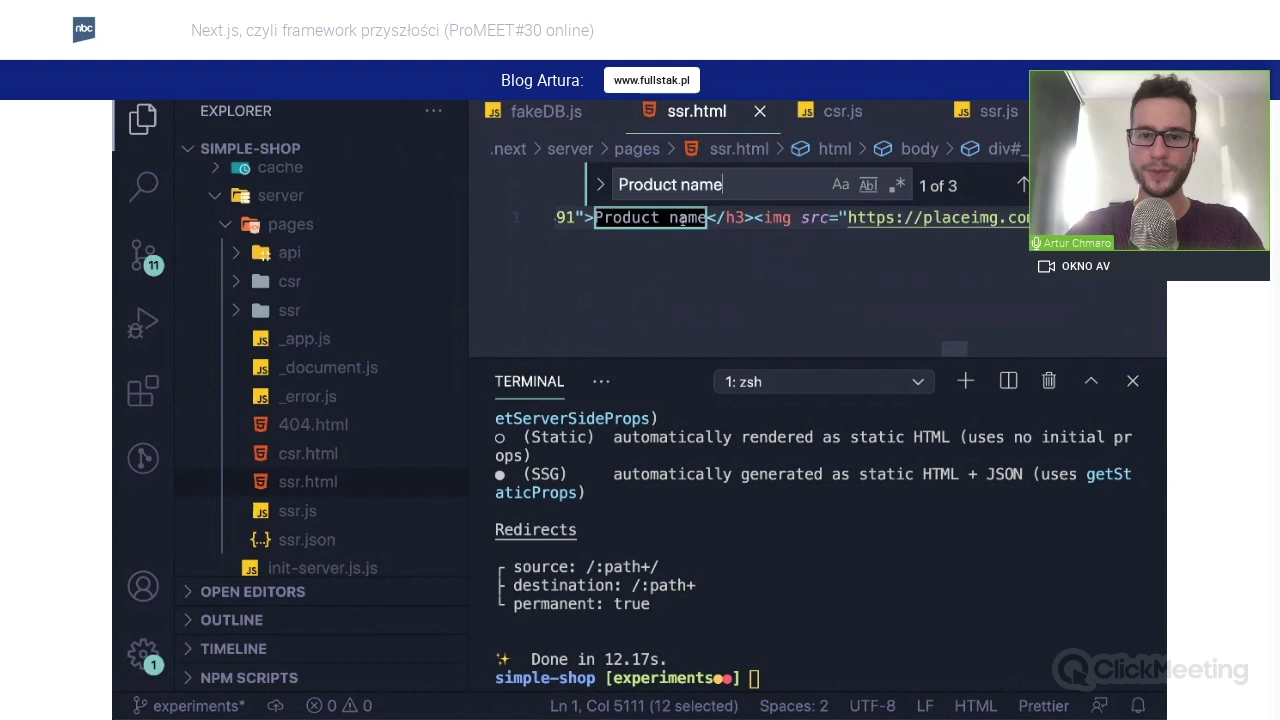 nbc
Next.js, czyli framework przyszłości (ProMEET#30 online)
Blog Artura:
www.fullstak.pl
EXPLORER
fakeDB.js
ssr.html
csr.js
ssr.js
SIMPLE-SHOP
.next > server > pages > ssr.html > html > body > div#_
cache
server
pages
api
csr
ssr
_app.js
_document.js
_error.js
404.html
csr.html
ssr.html
ssr.js
ssr.json
init-server.js.js
OPEN EDITORS
OUTLINE
TIMELINE
NPM SCRIPTS
11
1
Product name
Aa Abl .*
1 of 3
1
91">Product name</h3><img src="https://placeimg.co
Artur Chmaro
OKNO AV
TERMINAL
1: zsh
etServerSideProps)
○ (Static) automatically rendered as static HTML (uses no initial pr
ops)
● (SSG) automatically generated as static HTML + JSON (uses getSt
aticProps)
Redirects
┌ source: /:path+/
├ destination: /:path+
└ permanent: true
✨ Done in 12.17s.
simple-shop [experiments●●]
ClickMeeting
experiments*
0
0
Ln 1, Col 5111 (12 selected)
Spaces: 2
UTF-8
LF
HTML
Prettier